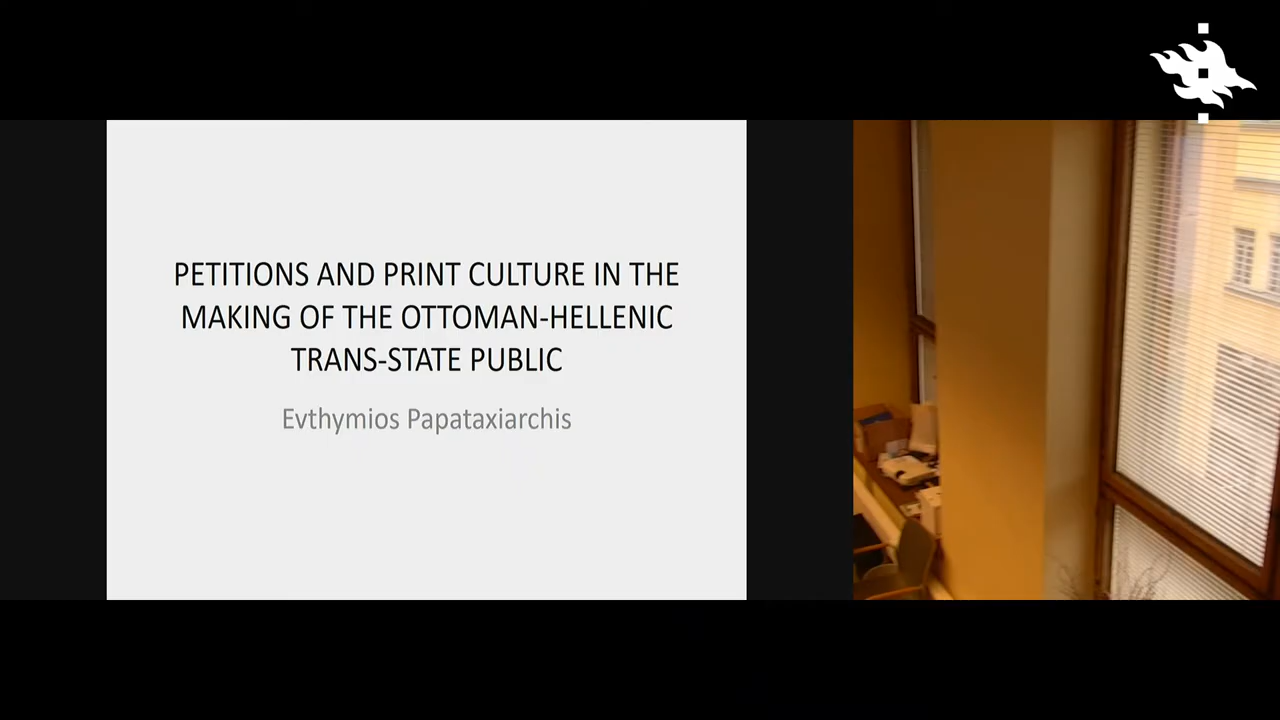 PETITIONS AND PRINT CULTURE IN THE
MAKING OF THE OTTOMAN-HELLENIC
TRANS-STATE PUBLIC
Evthymios Papataxiarchis